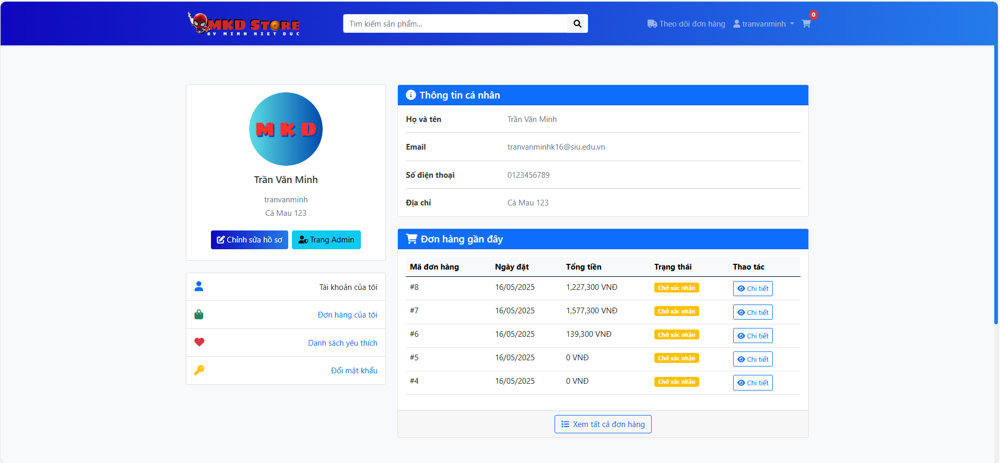 MKD STORE
BY MINH KIET DUC
Tìm kiếm sản phẩm...
Theo dõi đơn hàng
tranvanminh
0
MKD
Trần Văn Minh
tranvanminh
Cà Mau 123
Chỉnh sửa hồ sơ
Trang Admin
Tài khoản của tôi
Đơn hàng của tôi
Danh sách yêu thích
Đổi mật khẩu
Thông tin cá nhân
Họ và tên Trần Văn Minh
Email tranvanminhk16@siu.edu.vn
Số điện thoại 0123456789
Địa chỉ Cà Mau 123
Đơn hàng gần đây
Mã đơn hàng Ngày đặt Tổng tiền Trạng thái Thao tác
#8 16/05/2025 1,227,300 VNĐ Chờ xác nhận Chi tiết
#7 16/05/2025 1,577,300 VNĐ Chờ xác nhận Chi tiết
#6 16/05/2025 139,300 VNĐ Chờ xác nhận Chi tiết
#5 16/05/2025 0 VNĐ Chờ xác nhận Chi tiết
#4 16/05/2025 0 VNĐ Chờ xác nhận Chi tiết
Xem tất cả đơn hàng